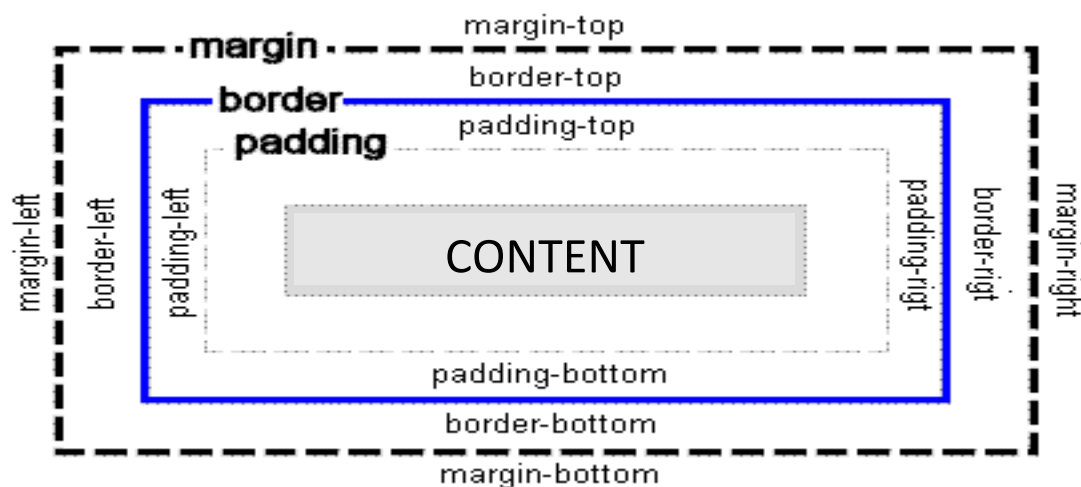 margin-top
margin
border-top
border
padding-top
padding
margin-left
border-left
padding-left
CONTENT
padding-rigt
border-rigt
margin-right
padding-bottom
border-bottom
margin-bottom